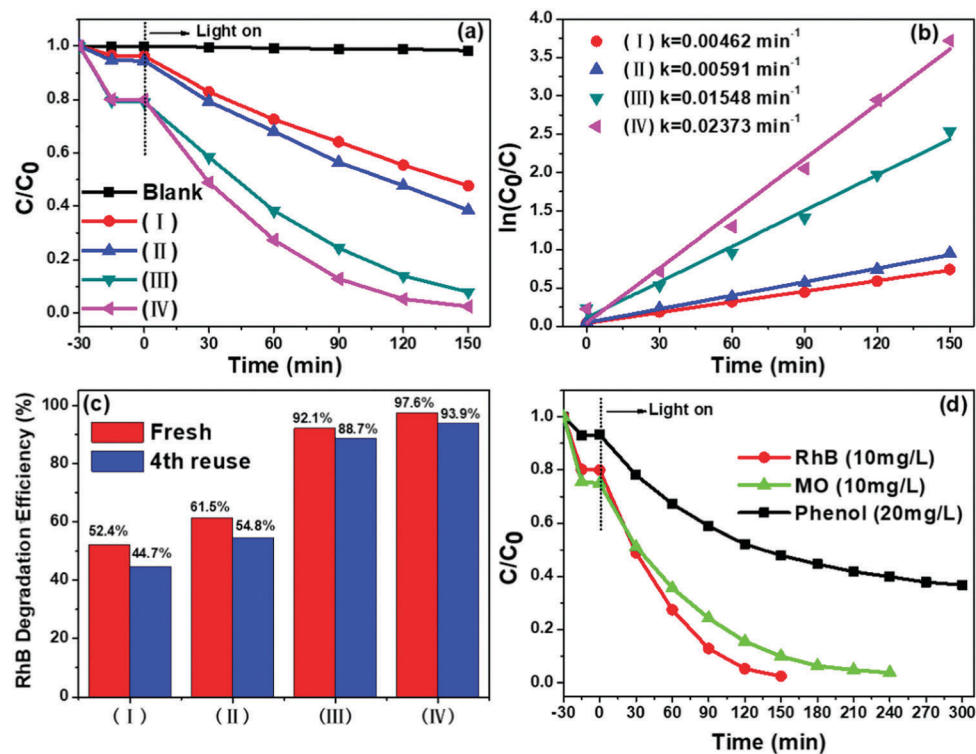 (a)
Light on
1.0
0.8
0.6
0.4
0.2
0.0
C/C0
Blank
(Ⅰ)
(Ⅱ)
(Ⅲ)
(Ⅳ)
-30 0 30 60 90 120 150
Time (min)
(b)
(Ⅰ) k=0.00462 min-1
(Ⅱ) k=0.00591 min-1
(Ⅲ) k=0.01548 min-1
(Ⅳ) k=0.02373 min-1
4.0
3.5
3.0
2.5
2.0
1.5
1.0
0.5
0.0
ln(C0/C)
0 30 60 90 120 150
Time (min)
(c)
Fresh
4th reuse
100
80
60
40
20
0
RhB Degradation Efficiency (%)
52.4%
44.7%
61.5%
54.8%
92.1%
88.7%
97.6%
93.9%
(Ⅰ) (Ⅱ) (Ⅲ) (Ⅳ)
(d)
Light on
RhB (10mg/L)
MO (10mg/L)
Phenol (20mg/L)
1.0
0.8
0.6
0.4
0.2
0.0
C/C0
-30 0 30 60 90 120 150 180 210 240 270 300
Time (min)